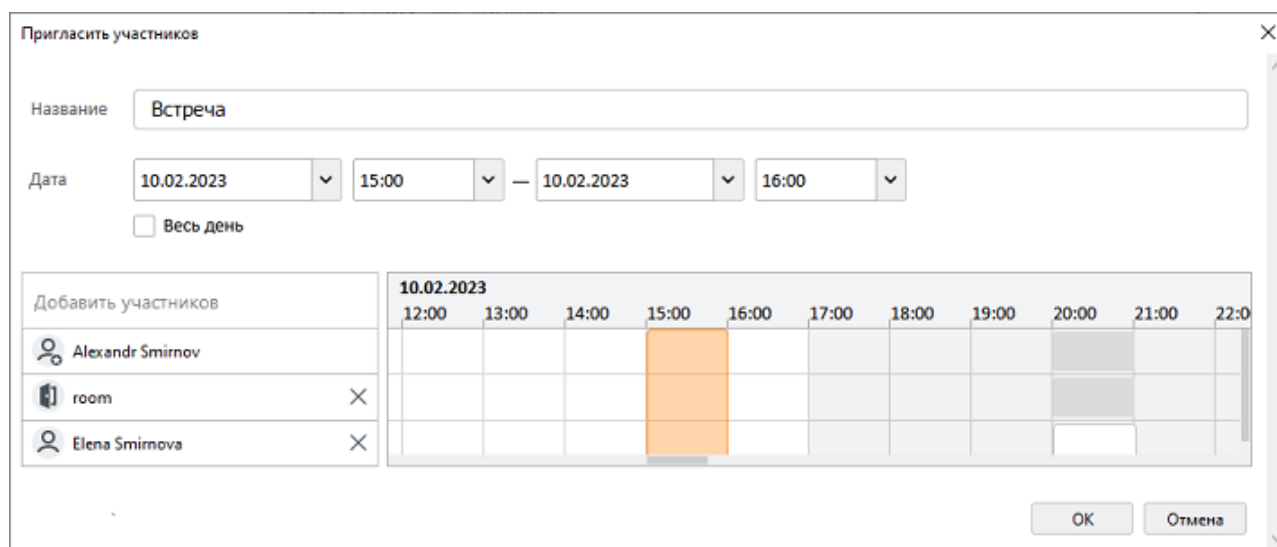 Пригласить участников
Название Встреча
Дата 10.02.2023 15:00 — 10.02.2023 16:00
Весь день
Добавить участников
10.02.2023
12:00 13:00 14:00 15:00 16:00 17:00 18:00 19:00 20:00 21:00 22:0
Alexandr Smirnov
room
Elena Smirnova
OK Отмена